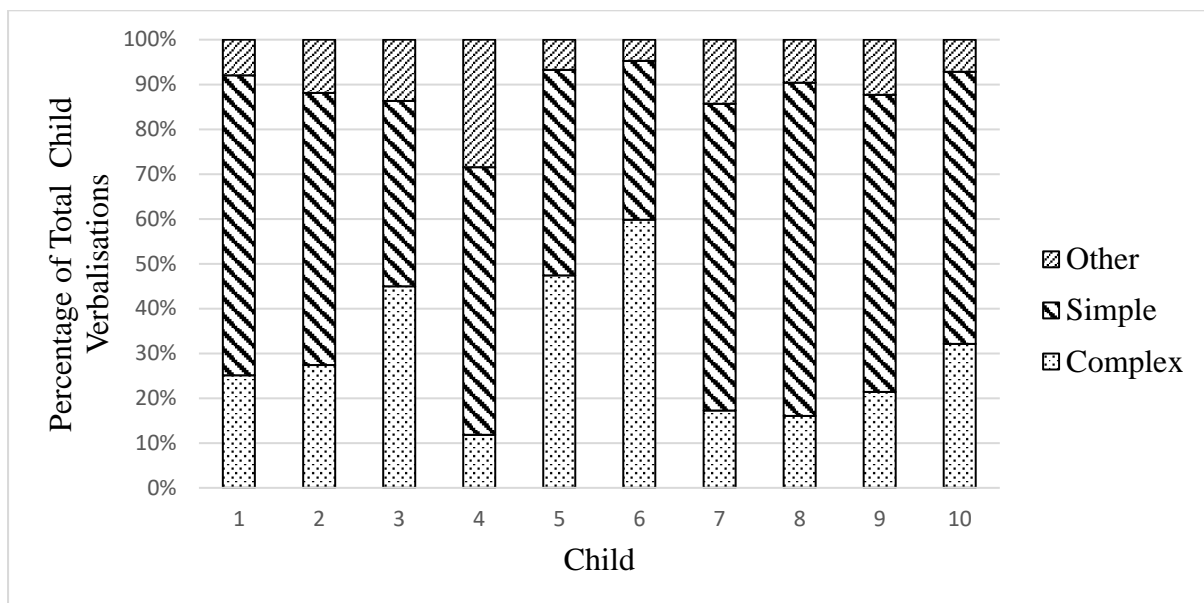 100%
90%
80%
70%
60%
50%
40%
30%
20%
10%
0%
Percentage of Total Child
Verbalisations
1 2 3 4 5 6 7 8 9 10
Child
Other
Simple
Complex